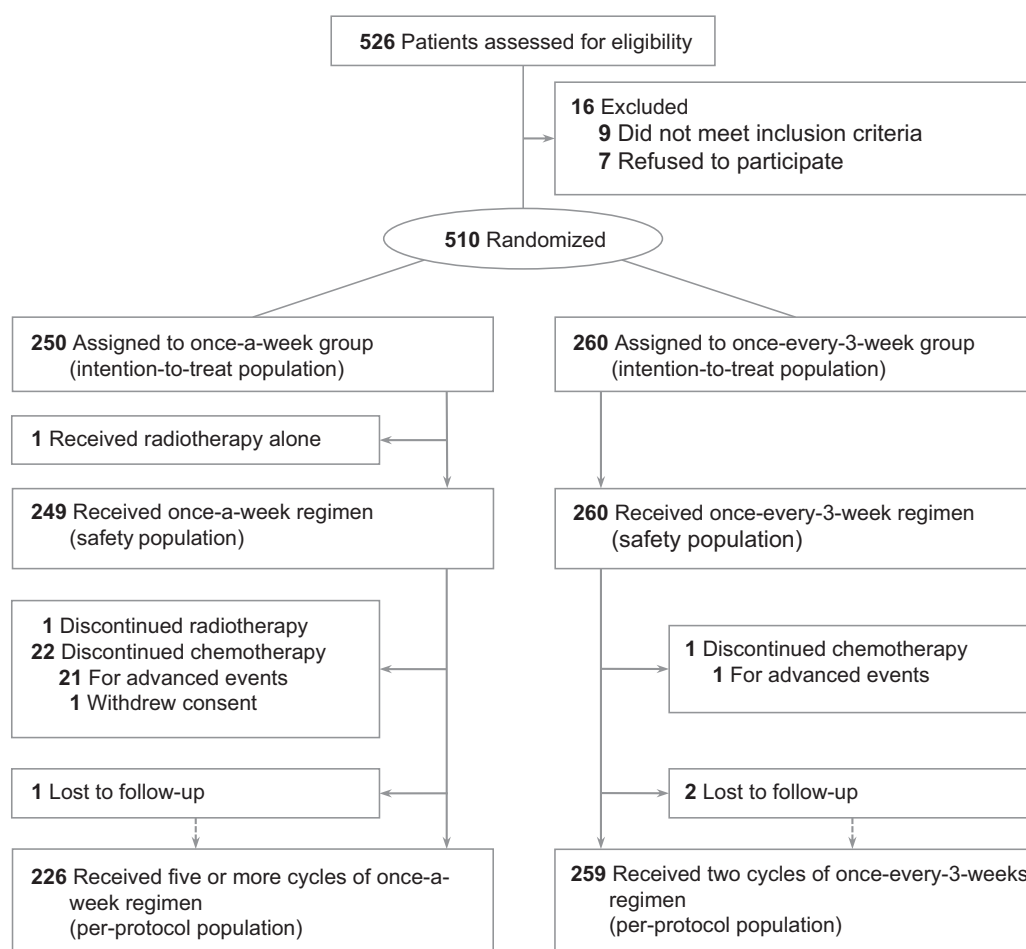 526 Patients assessed for eligibility
16 Excluded
9 Did not meet inclusion criteria
7 Refused to participate
510 Randomized
250 Assigned to once-a-week group
(intention-to-treat population)
260 Assigned to once-every-3-week group
(intention-to-treat population)
1 Received radiotherapy alone
249 Received once-a-week regimen
(safety population)
260 Received once-every-3-week regimen
(safety population)
1 Discontinued radiotherapy
22 Discontinued chemotherapy
21 For advanced events
1 Withdrew consent
1 Discontinued chemotherapy
1 For advanced events
1 Lost to follow-up
2 Lost to follow-up
226 Received five or more cycles of once-a-
week regimen
(per-protocol population)
259 Received two cycles of once-every-3-weeks
regimen
(per-protocol population)